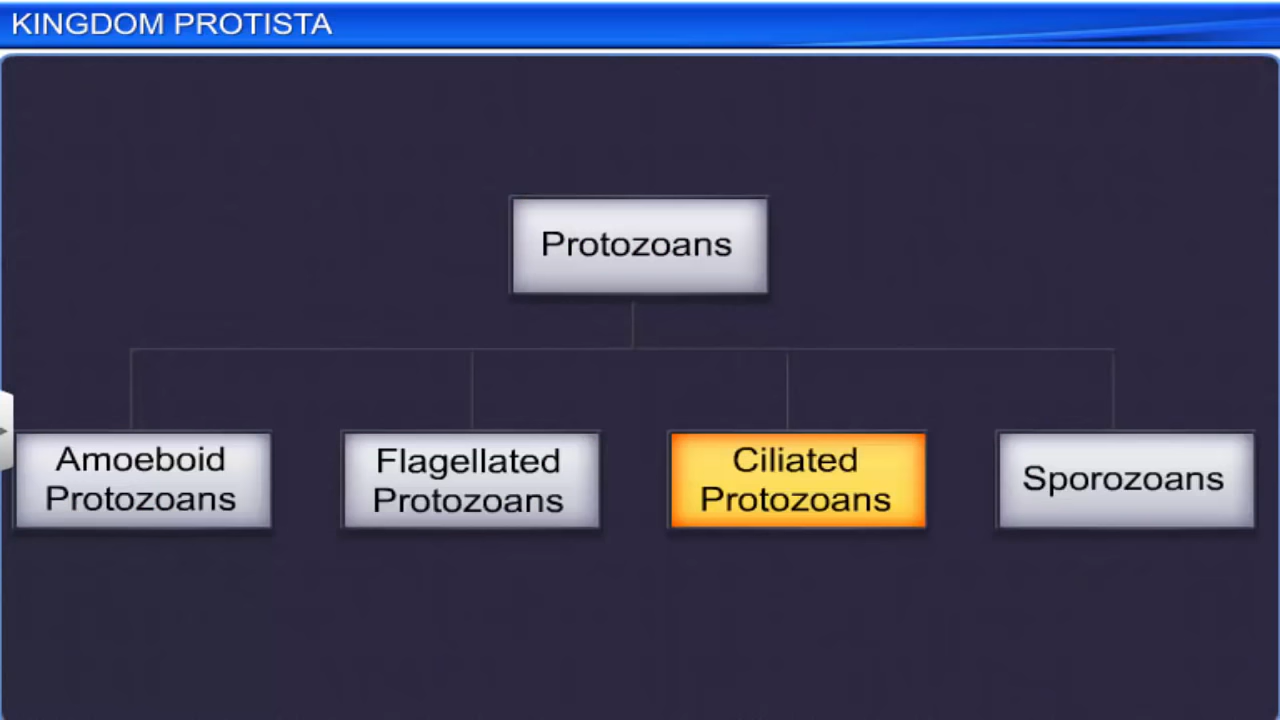 KINGDOM PROTISTA
Protozoans
Amoeboid
Protozoans
Flagellated
Protozoans
Ciliated
Protozoans
Sporozoans